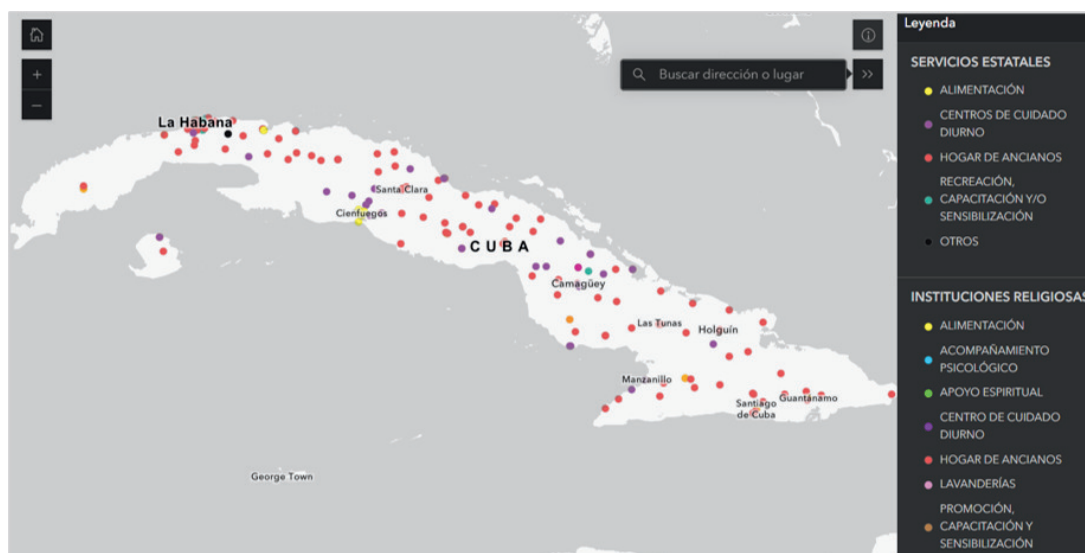 Leyenda
Buscar dirección o lugar
SERVICIOS ESTATALES
ALIMENTACIÓN
CENTROS DE CUIDADO
DIURNO
HOGAR DE ANCIANOS
RECREACIÓN,
CAPACITACIÓN Y/O
SENSIBILIZACIÓN
OTROS
INSTITUCIONES RELIGIOSAS
ALIMENTACIÓN
ACOMPAÑAMIENTO
PSICOLÓGICO
APOYO ESPIRITUAL
CENTRO DE CUIDADO
DIURNO
HOGAR DE ANCIANOS
LAVANDERÍAS
PROMOCIÓN,
CAPACITACIÓN Y
SENSIBILIZACIÓN
La Habana
Santa Clara
Cienfuegos
CUBA
Camagüey
Las Tunas
Holguín
Manzanillo
Santiago
de Cuba
Guantánamo
George Town